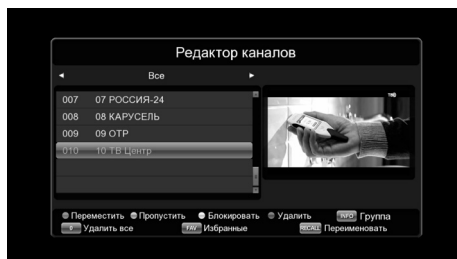 Редактор каналов
Все
007 07 РОССИЯ-24
008 08 КАРУСЕЛЬ
009 09 ОТР
010 10 ТВ Центр
Переместить Пропустить Блокировать Удалить INFO Группа
0 Удалить все FAV Избранные RECALL Переименовать